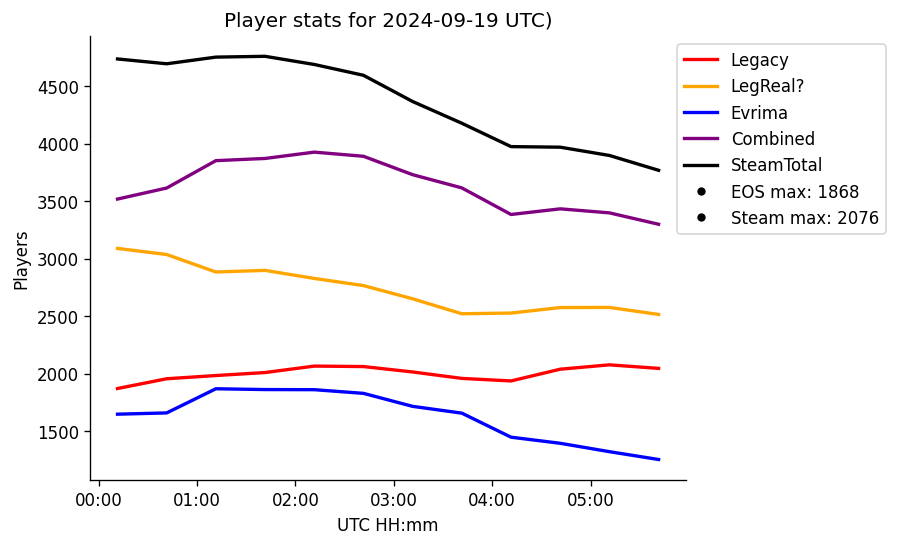 Player stats for 2024-09-19 UTC)
Legacy
LegReal?
Evrima
Combined
SteamTotal
EOS max: 1868
Steam max: 2076
Players
4500
4000
3500
3000
2500
2000
1500
00:00 01:00 02:00 03:00 04:00 05:00
UTC HH:mm